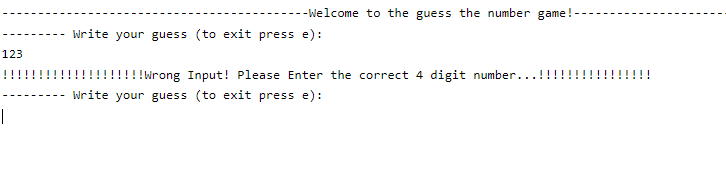 -------------------------------------------Welcome to the guess the number game!----------------------
--------- Write your guess (to exit press e):
123
!!!!!!!!!!!!!!!!!!!!Wrong Input! Please Enter the correct 4 digit number...!!!!!!!!!!!!!!!!
--------- Write your guess (to exit press e):